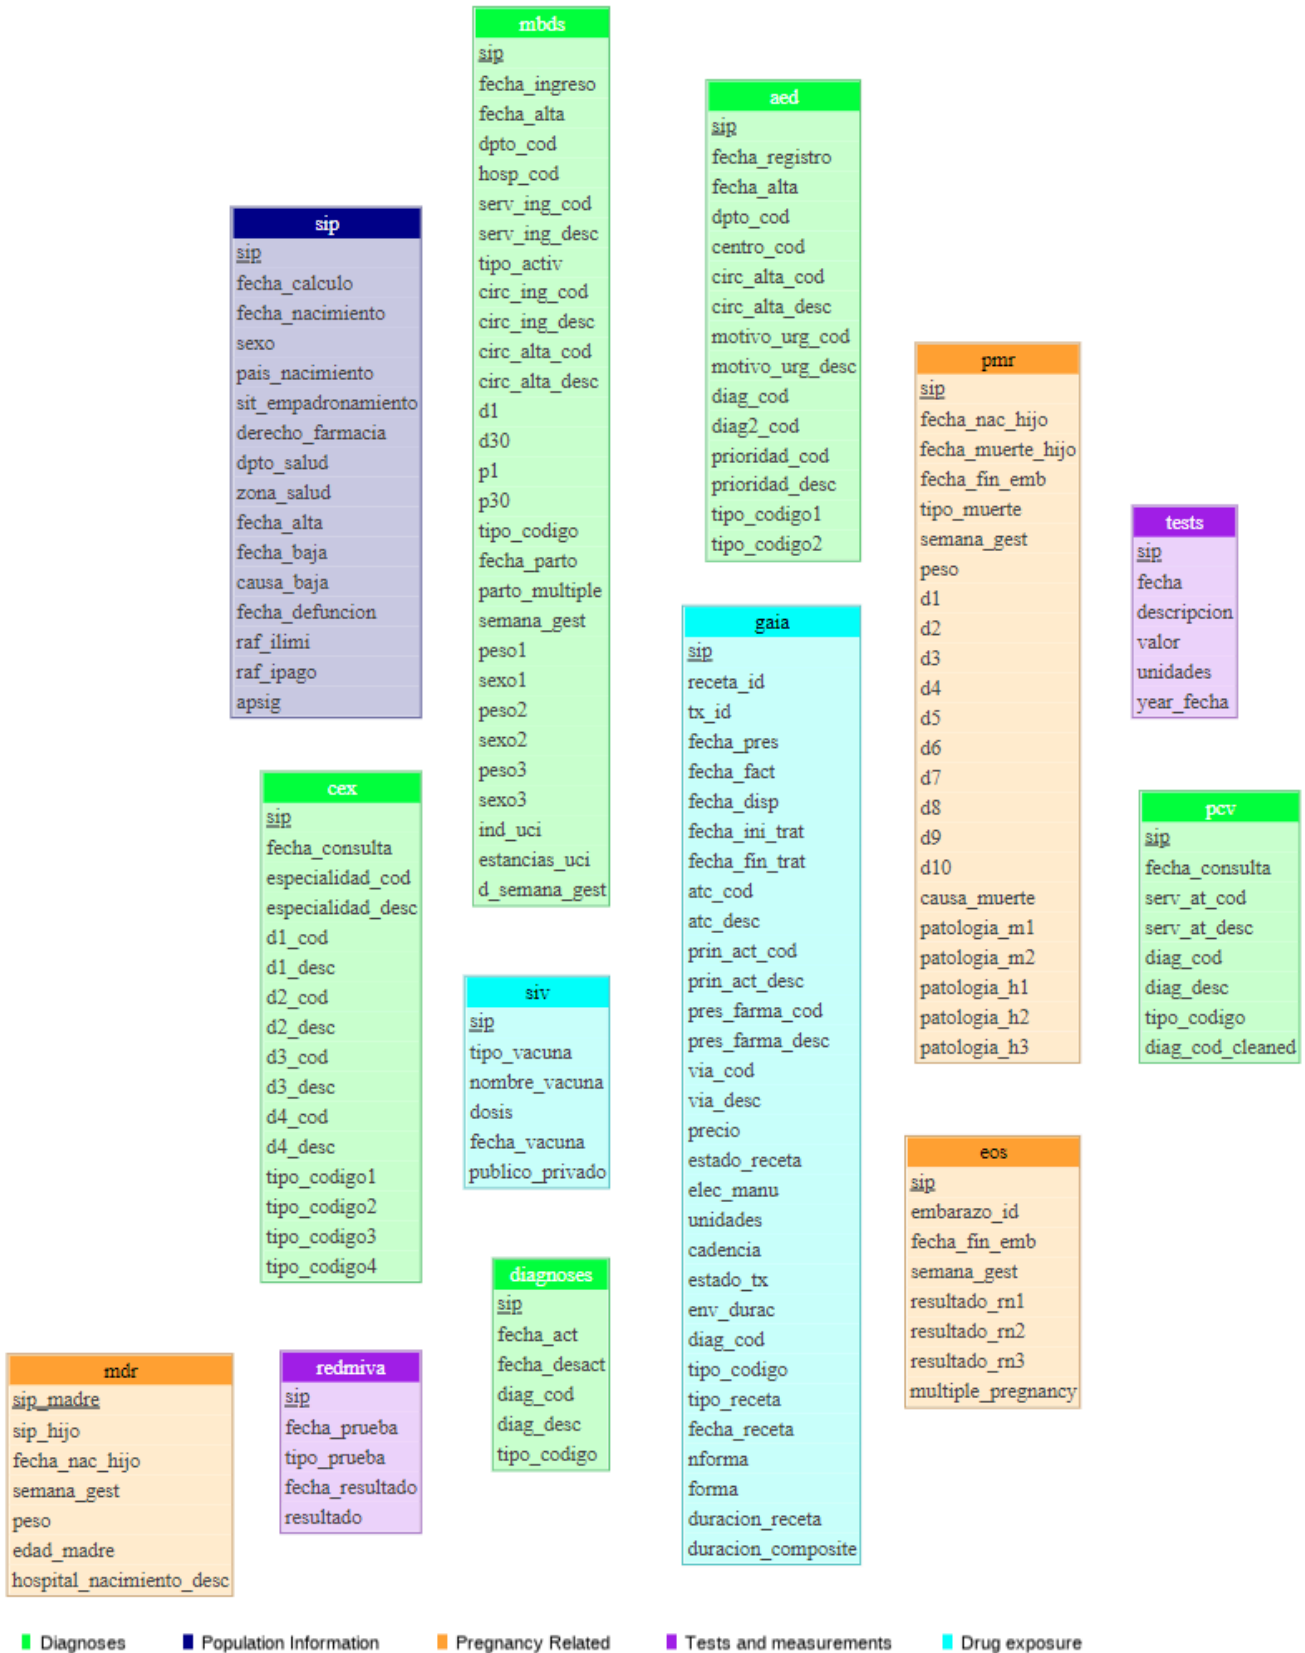 mbds
sip
fecha_ingreso
fecha_alta
dpto_cod
hosp_cod
serv_ing_cod
serv_ing_desc
tipo_activ
circ_ing_cod
circ_ing_desc
circ_alta_cod
circ_alta_desc
d1
d30
p1
p30
tipo_codigo
fecha_parto
parto_multiple
semana_gest
peso1
sexo1
peso2
sexo2
peso3
sexo3
ind_uci
estancias_uci
d_semana_gest
aed
sip
fecha_registro
fecha_alta
dpto_cod
centro_cod
circ_alta_cod
circ_alta_desc
motivo_urg_cod
motivo_urg_desc
diag_cod
diag2_cod
prioridad_cod
prioridad_desc
tipo_codigo1
tipo_codigo2
sip
sip
fecha_calculo
fecha_nacimiento
sexo
pais_nacimiento
sit_empadronamiento
derecho_farmacia
dpto_salud
zona_salud
fecha_alta
fecha_baja
causa_baja
fecha_defuncion
raf_ilimi
raf_ipago
apsig
pmr
sip
fecha_nac_hijo
fecha_muerte_hijo
fecha_fin_emb
tipo_muerte
semana_gest
peso
d1
d2
d3
d4
d5
d6
d7
d8
d9
d10
causa_muerte
patologia_m1
patologia_m2
patologia_h1
patologia_h2
patologia_h3
tests
sip
fecha
descripcion
valor
unidades
year_fecha
gaia
sip
receta_id
tx_id
fecha_pres
fecha_fact
fecha_disp
fecha_ini_trat
fecha_fin_trat
atc_cod
atc_desc
prin_act_cod
prin_act_desc
pres_farma_cod
pres_farma_desc
via_cod
via_desc
precio
estado_receta
elec_manu
unidades
cadencia
estado_tx
env_durac
diag_cod
tipo_codigo
tipo_receta
fecha_receta
nforma
forma
duracion_receta
duracion_composite
cex
sip
fecha_consulta
especialidad_cod
especialidad_desc
d1_cod
d1_desc
d2_cod
d2_desc
d3_cod
d3_desc
d4_cod
d4_desc
tipo_codigo1
tipo_codigo2
tipo_codigo3
tipo_codigo4
pcv
sip
fecha_consulta
serv_at_cod
serv_at_desc
diag_cod
diag_desc
tipo_codigo
diag_cod_cleaned
siv
sip
tipo_vacuna
nombre_vacuna
dosis
fecha_vacuna
publico_privado
eos
sip
embarazo_id
fecha_fin_emb
semana_gest
resultado_rn1
resultado_rn2
resultado_rn3
multiple_pregnancy
diagnoses
sip
fecha_act
fecha_desact
diag_cod
diag_desc
tipo_codigo
mdr
sip_madre
sip_hijo
fecha_nac_hijo
semana_gest
peso
edad_madre
hospital_nacimiento_desc
redmiva
sip
fecha_prueba
tipo_prueba
fecha_resultado
resultado
Diagnoses
Population Information
Pregnancy Related
Tests and measurements
Drug exposure